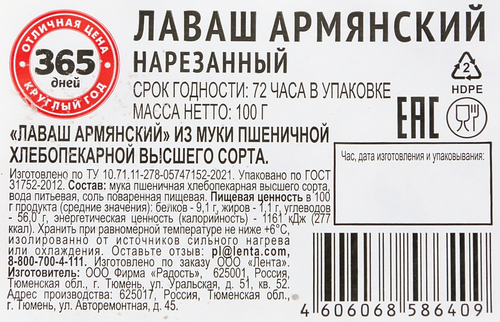 ОТЛИЧНАЯ ЦЕНА
365
дней
КРУГЛЫЙ ГОД
ЛАВАШ АРМЯНСКИЙ
НАРЕЗАННЫЙ
СРОК ГОДНОСТИ: 72 ЧАСА В УПАКОВКЕ
МАССА НЕТТО: 100 Г
2
HDPE
EAC
«ЛАВАШ АРМЯНСКИЙ» ИЗ МУКИ ПШЕНИЧНОЙ
ХЛЕБОПЕКАРНОЙ ВЫСШЕГО СОРТА.
Изготовлено по ТУ 10.71.11-278-05747152-2021. Упаковано по ГОСТ
31752-2012. Состав: мука пшеничная хлебопекарная высшего сорта,
вода питьевая, соль поваренная пищевая. Пищевая ценность в 100
г продукта (средние значения): белков - 9,1 г, жиров - 1,1 г, углеводов
- 56,0 г, энергетическая ценность (калорийность) - 1161 кДж (277
ккал). Хранить при равномерной температуре не ниже +6°С,
изолированно от источников сильного нагрева
или охлаждения. Оставьте отзыв: pl@lenta.com,
8-800-700-4-111. Изготовлено по заказу ООО «Лента».
Изготовитель: ООО Фирма «Радость», 625001, Россия,
Тюменская обл., г. Тюмень, ул. Уральская, д. 51, кв. 52.
Адрес производства: 625017, Россия, Тюменская
обл., г. Тюмень, ул. Авторемонтная, д. 45.
Час, дата изготовления и упаковывания:
4 606068 586409